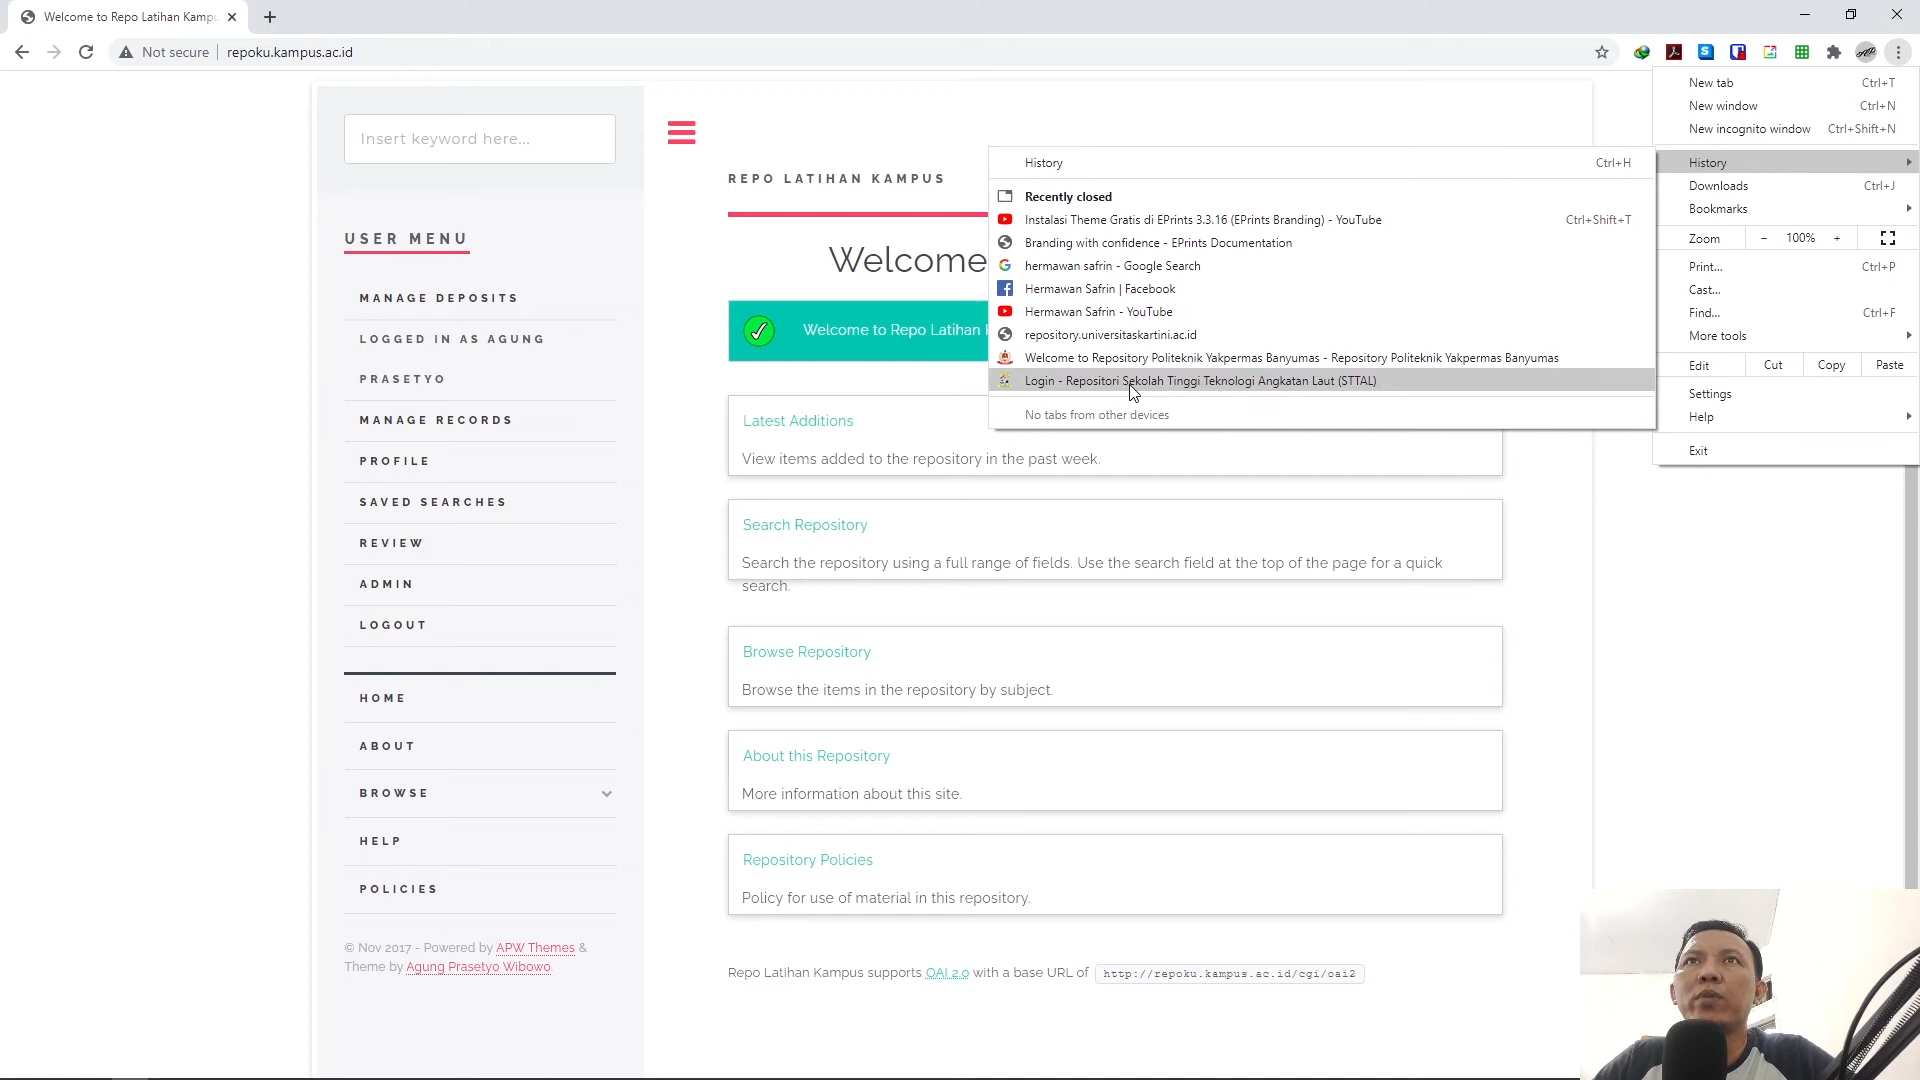 Welcome to Repo Latihan Kampu
Not secure
repoku.kampus.ac.id
New tab Ctrl+T
New window Ctrl+N
New incognito window Ctrl+Shift+N
History
Downloads Ctrl+J
Bookmarks
Zoom − 100% +
Print... Ctrl+P
Cast...
Find... Ctrl+F
More tools
Edit Cut Copy Paste
Settings
Help
Exit
History Ctrl+H
Recently closed
Instalasi Theme Gratis di EPrints 3.3.16 (EPrints Branding) - YouTube Ctrl+Shift+T
Branding with confidence - EPrints Documentation
hermawan safrin - Google Search
Hermawan Safrin | Facebook
Hermawan Safrin - YouTube
repository.universitaskartini.ac.id
Welcome to Repository Politeknik Yakpermas Banyumas - Repository Politeknik Yakpermas Banyumas
Login - Repositori Sekolah Tinggi Teknologi Angkatan Laut (STTAL)
No tabs from other devices
Insert keyword here...
USER MENU
MANAGE DEPOSITS
LOGGED IN AS AGUNG
PRASETYO
MANAGE RECORDS
PROFILE
SAVED SEARCHES
REVIEW
ADMIN
LOGOUT
HOME
ABOUT
BROWSE
HELP
POLICIES
© Nov 2017 - Powered by APW Themes &
Theme by Agung Prasetyo Wibowo.
REPO LATIHAN KAMPUS
Welcome
Welcome to Repo Latihan
Latest Additions
View items added to the repository in the past week.
Search Repository
Search the repository using a full range of fields. Use the search field at the top of the page for a quick
search.
Browse Repository
Browse the items in the repository by subject.
About this Repository
More information about this site.
Repository Policies
Policy for use of material in this repository.
Repo Latihan Kampus supports OAI 2.0 with a base URL of http://repoku.kampus.ac.id/cgi/oai2